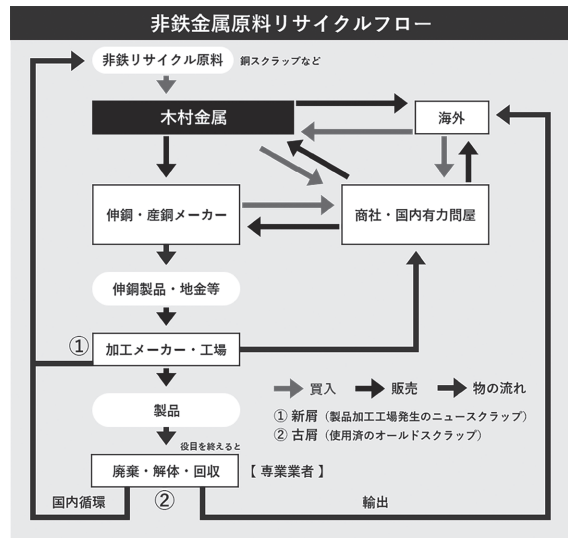 非鉄金属原料リサイクルフロー
非鉄リサイクル原料 銅スクラップなど
木村金属
海外
伸銅・産銅メーカー
商社・国内有力問屋
伸銅製品・地金等
① 加工メーカー・工場
買入 販売 物の流れ
製品
① 新屑（製品加工工場発生のニュースクラップ）
② 古屑（使用済のオールドスクラップ）
役目を終えると
廃棄・解体・回収 【 専業業者 】
②
国内循環
輸出